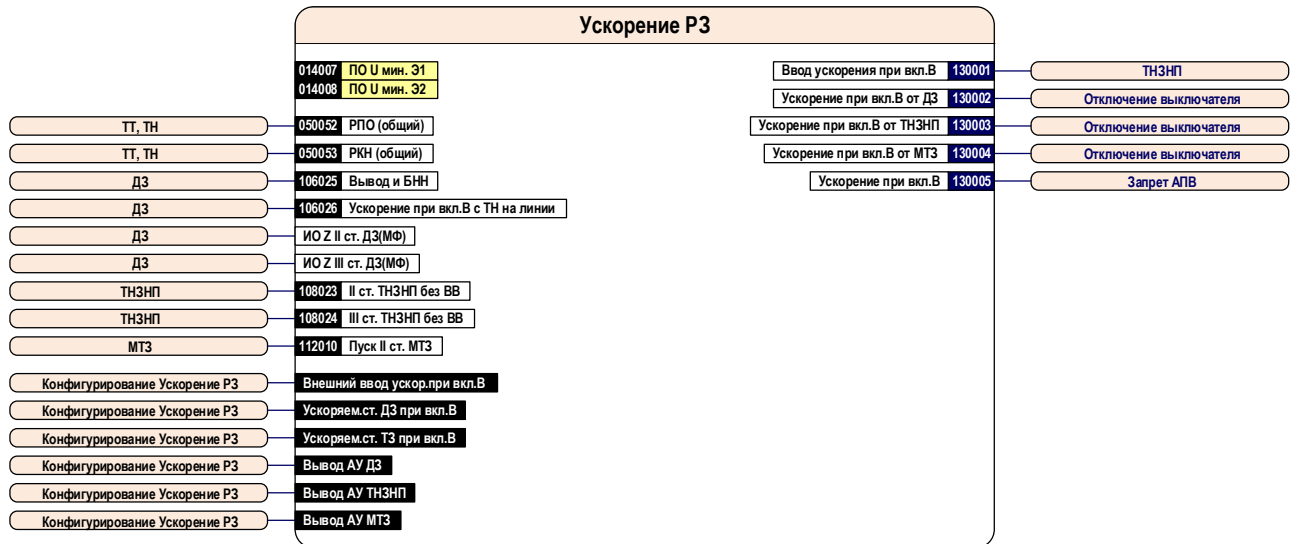 Ускорение РЗ
014007 ПО U мин. Э1
014008 ПО U мин. Э2
ТТ, ТН 050052 РПО (общий)
ТТ, ТН 050053 РКН (общий)
ДЗ 106025 Вывод и БНН
ДЗ 106026 Ускорение при вкл.В с ТН на линии
ДЗ ИО Z II ст. ДЗ(МФ)
ДЗ ИО Z III ст. ДЗ(МФ)
ТНЗНП 108023 II ст. ТНЗНП без ВВ
ТНЗНП 108024 III ст. ТНЗНП без ВВ
МТЗ 112010 Пуск II ст. МТЗ
Конфигурирование Ускорение РЗ Внешний ввод ускор.при вкл.В
Конфигурирование Ускорение РЗ Ускоряем.ст. ДЗ при вкл.В
Конфигурирование Ускорение РЗ Ускоряем.ст. ТЗ при вкл.В
Конфигурирование Ускорение РЗ Вывод АУ ДЗ
Конфигурирование Ускорение РЗ Вывод АУ ТНЗНП
Конфигурирование Ускорение РЗ Вывод АУ МТЗ
Ввод ускорения при вкл.В 130001 ТНЗНП
Ускорение при вкл.В от ДЗ 130002 Отключение выключателя
Ускорение при вкл.В от ТНЗНП 130003 Отключение выключателя
Ускорение при вкл.В от МТЗ 130004 Отключение выключателя
Ускорение при вкл.В 130005 Запрет АПВ